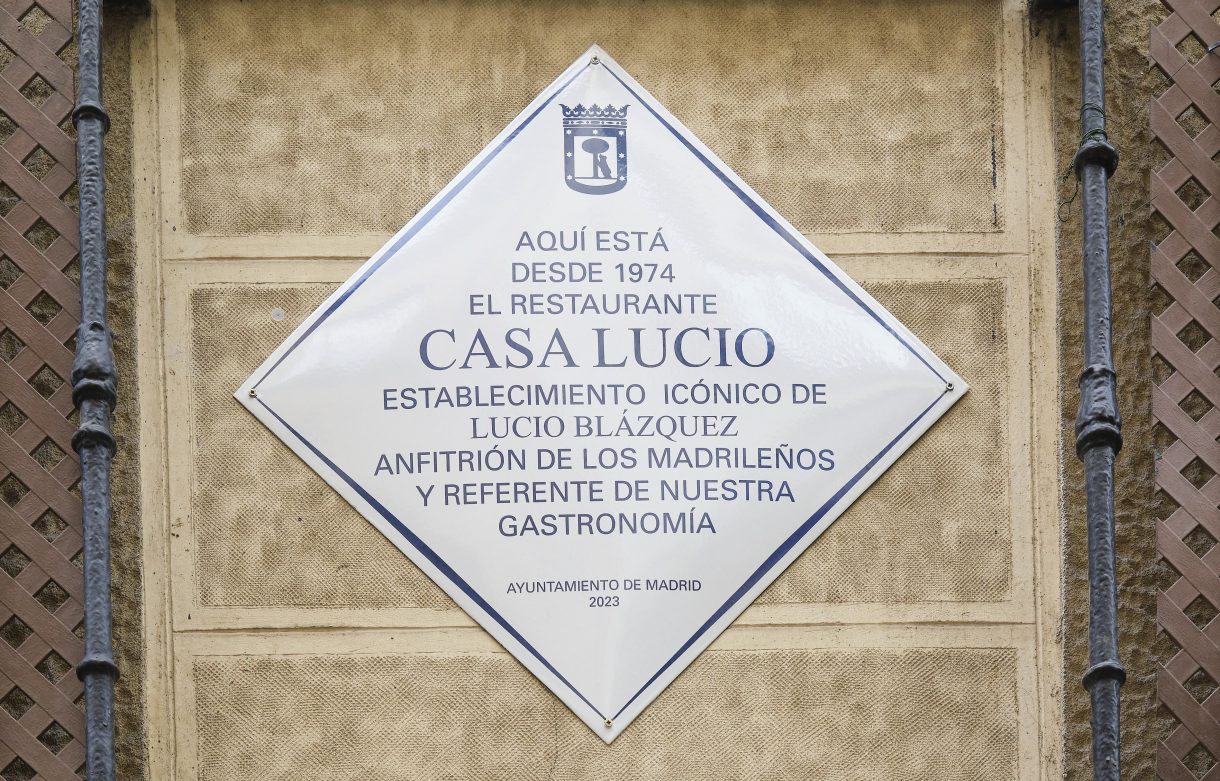 AQUÍ ESTÁ
DESDE 1974
EL RESTAURANTE
CASA LUCIO
ESTABLECIMIENTO ICÓNICO DE
LUCIO BLÁZQUEZ
ANFITRIÓN DE LOS MADRILEÑOS
Y REFERENTE DE NUESTRA
GASTRONOMÍA
AYUNTAMIENTO DE MADRID
2023